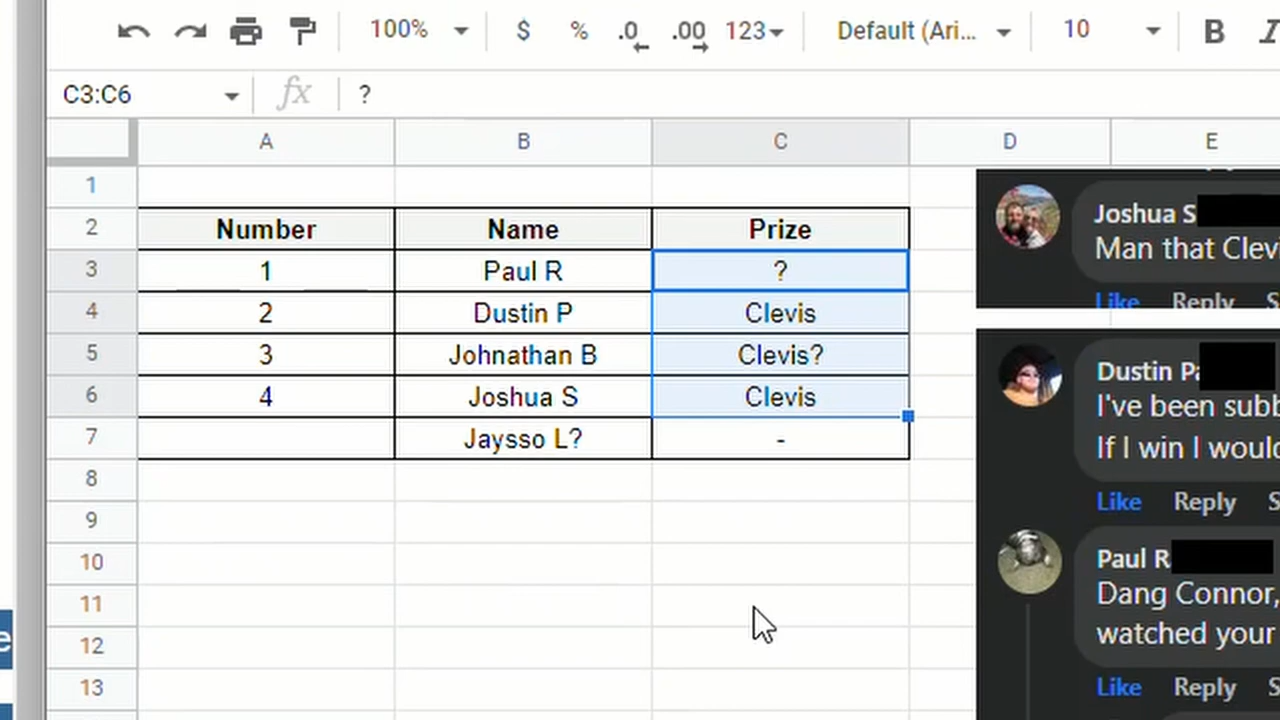 100% $ % .0 .00 123 Default (Ari... 10 B I
C3:C6 fx ?
A B C D E
1
2 Number Name Prize
3 1 Paul R ?
4 2 Dustin P Clevis
5 3 Johnathan B Clevis?
6 4 Joshua S Clevis
7 Jaysso L? -
8
9
10
11
12
13
Joshua S
Man that Clev
Like Reply S
Dustin P
I've been subb
If I win I would
Like Reply S
Paul R
Dang Connor,
watched your
Like Reply S
e